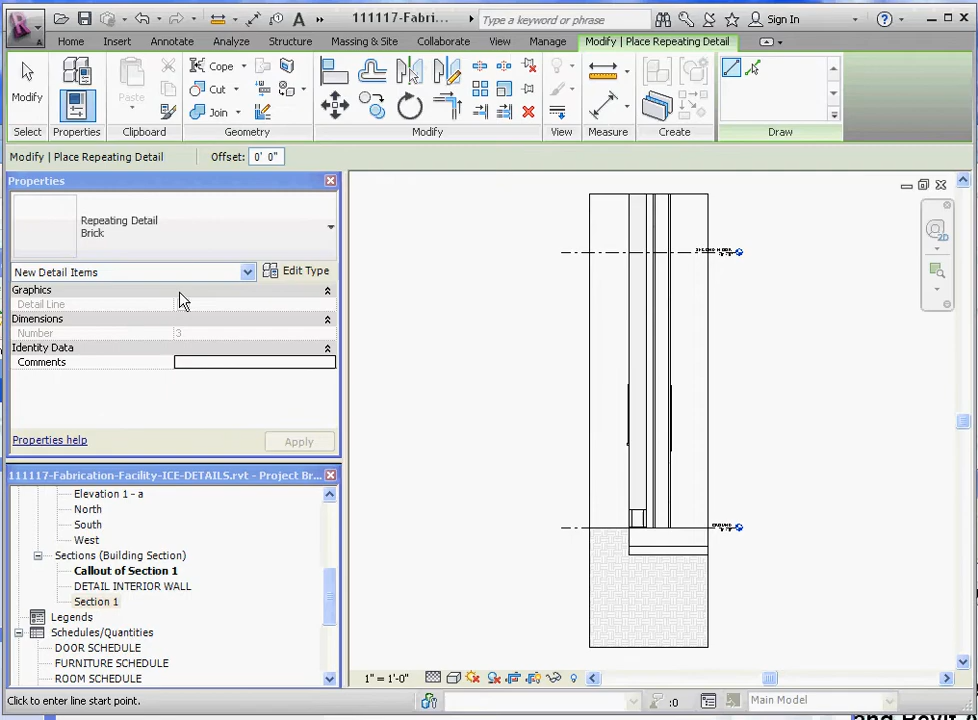 111117-Fabri...
Type a keyword or phrase
Sign In
Home Insert Annotate Analyze Structure Massing & Site Collaborate View Manage Modify | Place Repeating Detail
Modify
Paste
Cope
Cut
Join
Select Properties Clipboard Geometry Modify View Measure Create Draw
Modify | Place Repeating Detail Offset: 0' 0"
Properties
Repeating Detail
Brick
New Detail Items Edit Type
Graphics
Detail Line
Dimensions
Number 3
Identity Data
Comments
Properties help Apply
111117-Fabrication-Facility-ICE-DETAILS.rvt - Project Br...
Elevation 1 - a
North
South
West
Sections (Building Section)
Callout of Section 1
DETAIL INTERIOR WALL
Section 1
Legends
Schedules/Quantities
DOOR SCHEDULE
FURNITURE SCHEDULE
ROOM SCHEDULE
1" = 1'-0"
Click to enter line start point. :0 Main Model
and Revit